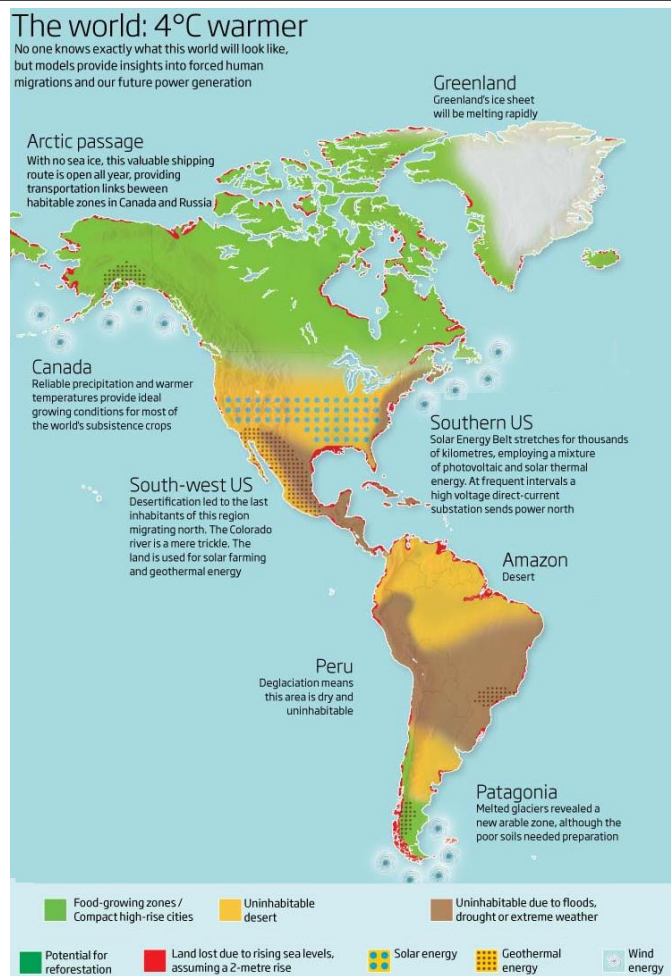 The world: 4°C warmer
No one knows exactly what this world will look like,
but models provide insights into forced human
migrations and our future power generation
Greenland
Greenland's ice sheet
will be melting rapidly
Arctic passage
With no sea ice, this valuable shipping
route is open all year, providing
transportation links beween
habitable zones in Canada and Russia
Canada
Reliable precipitation and warmer
temperatures provide ideal
growing conditions for most of
the world's subsistence crops
Southern US
Solar Energy Belt stretches for thousands
of kilometres, employing a mixture
of photovoltaic and solar thermal
energy. At frequent intervals a
high voltage direct-current
substation sends power north
South-west US
Desertification led to the last
inhabitants of this region
migrating north. The Colorado
river is a mere trickle. The
land is used for solar farming
and geothermal energy
Amazon
Desert
Peru
Deglaciation means
this area is dry and
uninhabitable
Patagonia
Melted glaciers revealed a
new arable zone, although the
poor soils needed preparation
Food-growing zones /
Compact high-rise cities
Uninhabitable
desert
Uninhabitable due to floods,
drought or extreme weather
Potential for
reforestation
Land lost due to rising sea levels,
assuming a 2-metre rise
Solar energy
Geothermal
energy
Wind
energy